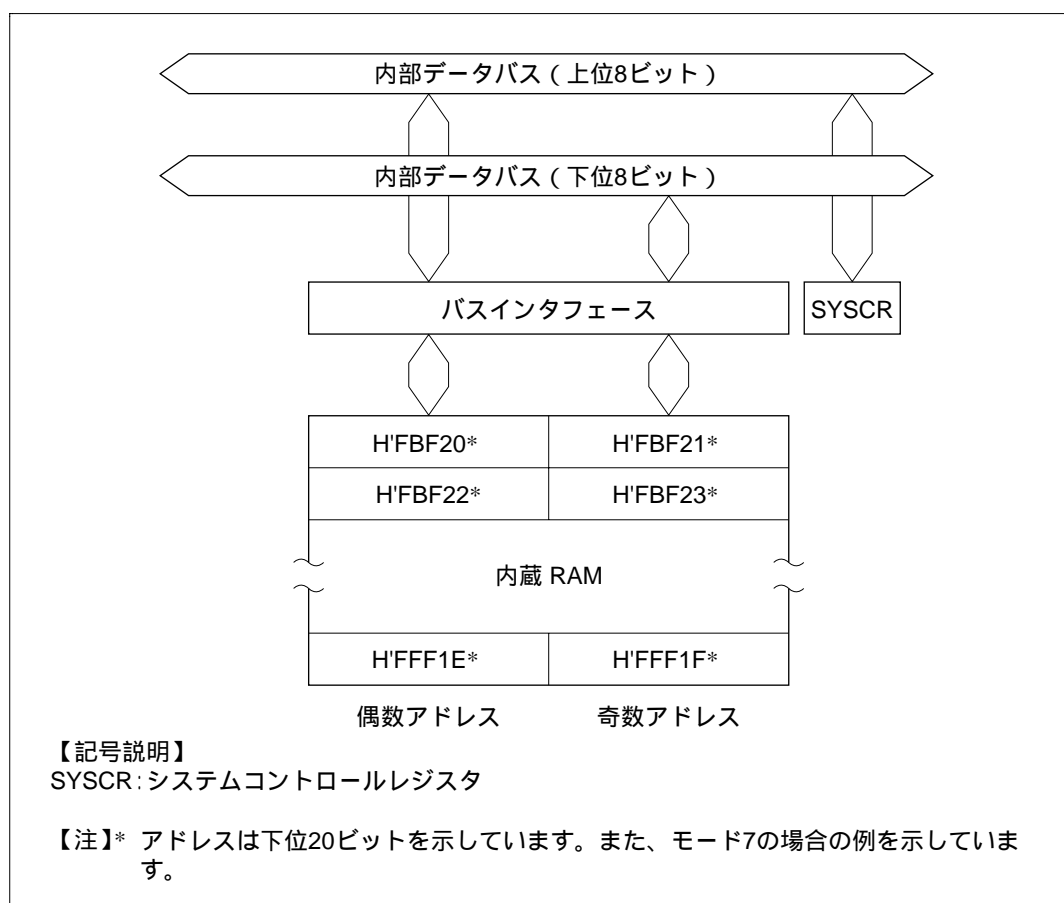 内部データバス（上位8ビット）
内部データバス（下位8ビット）
バスインタフェース
SYSCR
H'FBF20* H'FBF21*
H'FBF22* H'FBF23*
内蔵 RAM
H'FFF1E* H'FFF1F*
偶数アドレス 奇数アドレス
【記号説明】
SYSCR:システムコントロールレジスタ
【注】* アドレスは下位20ビットを示しています。また、モード7の場合の例を示していま
す。